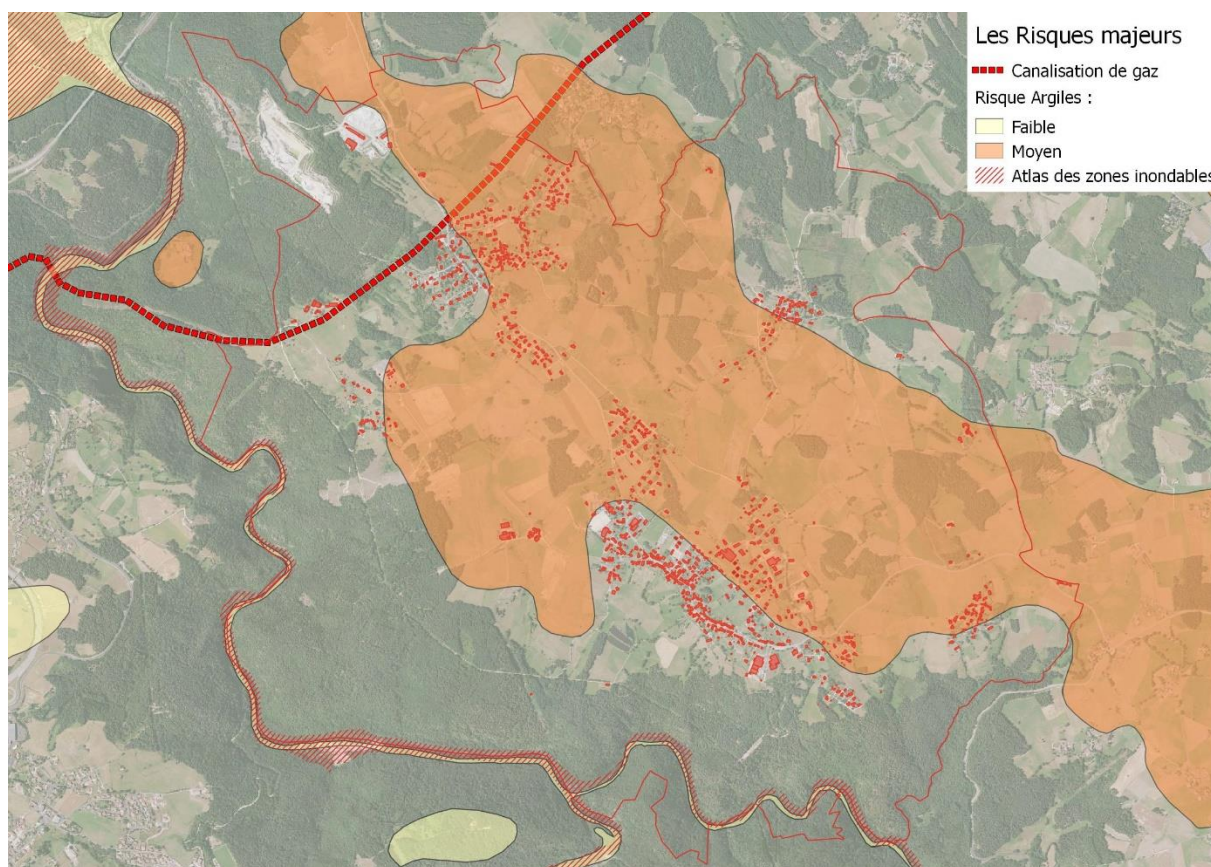 Les Risques majeurs
Canalisation de gaz
Risque Argiles :
Faible
Moyen
Atlas des zones inondables